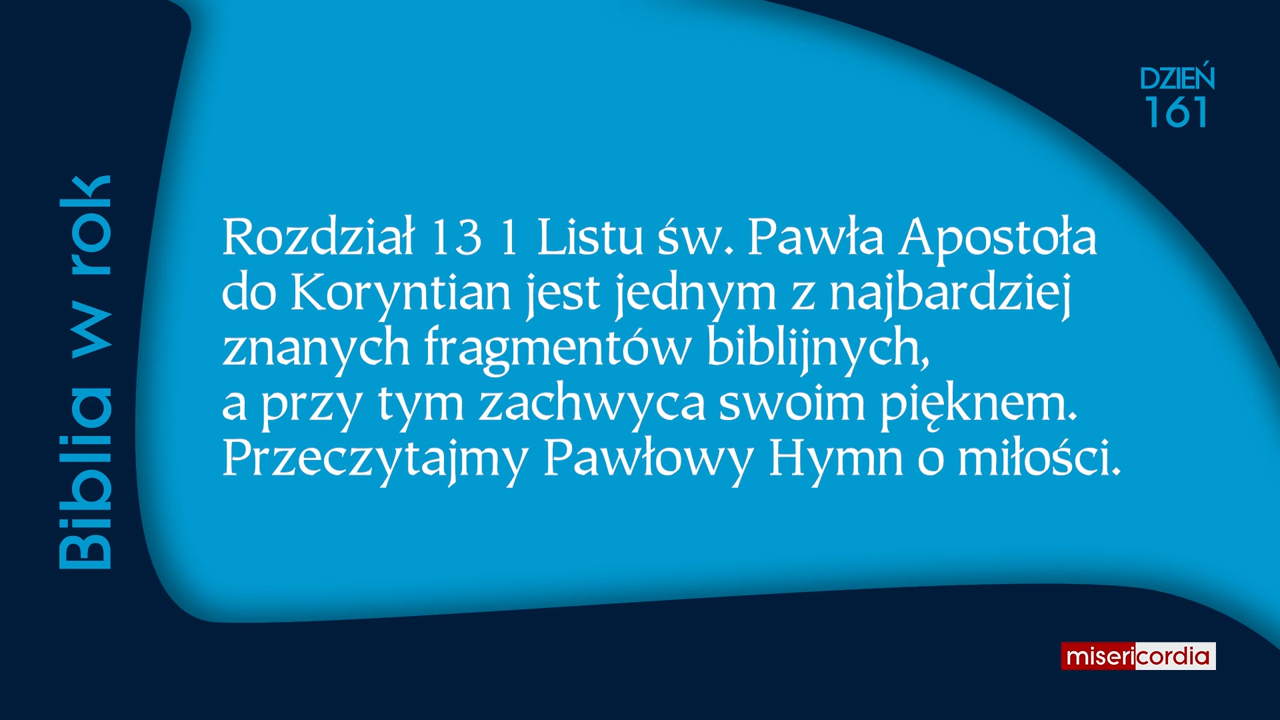 Biblia w rok
DZIEŃ
161
Rozdział 13 1 Listu św. Pawła Apostoła
do Koryntian jest jednym z najbardziej
znanych fragmentów biblijnych,
a przy tym zachwyca swoim pięknem.
Przeczytajmy Pawłowy Hymn o miłości.
misericordia